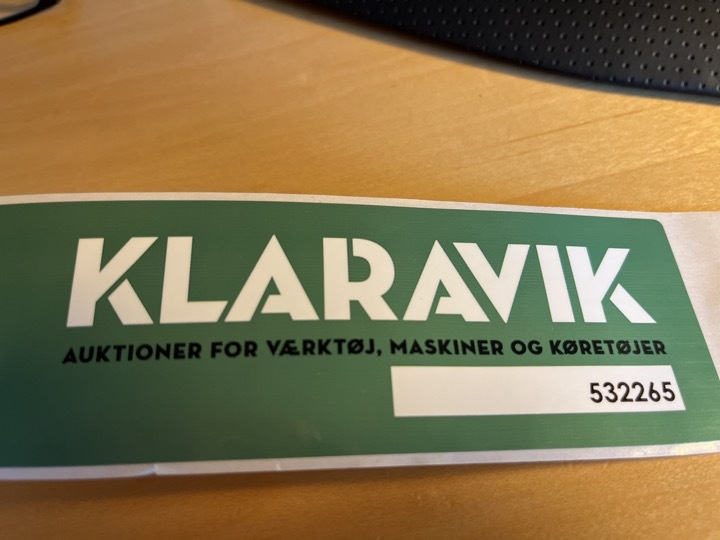 KLARAVIK
AUKTIONER FOR VÆRKTØJ, MASKINER OG KØRETØJER
532265